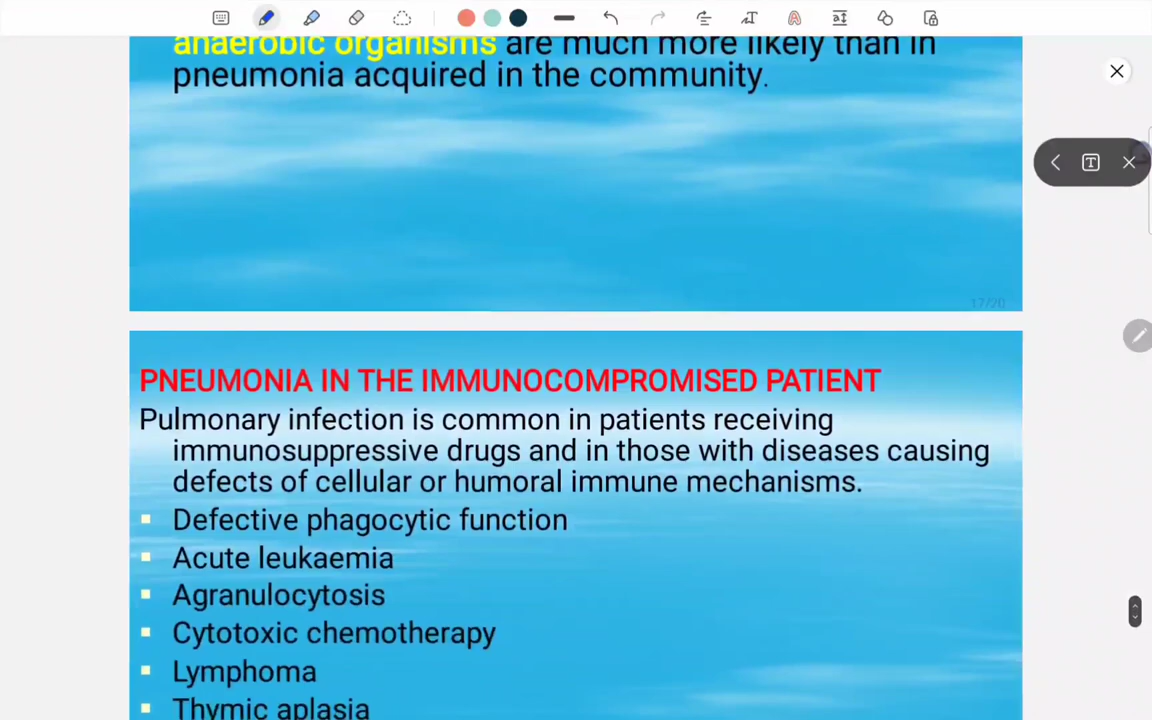 anaerobic organisms are much more likely than in
pneumonia acquired in the community.
17/20
PNEUMONIA IN THE IMMUNOCOMPROMISED PATIENT
Pulmonary infection is common in patients receiving
immunosuppressive drugs and in those with diseases causing
defects of cellular or humoral immune mechanisms.
Defective phagocytic function
Acute leukaemia
Agranulocytosis
Cytotoxic chemotherapy
Lymphoma
Thymic aplasia